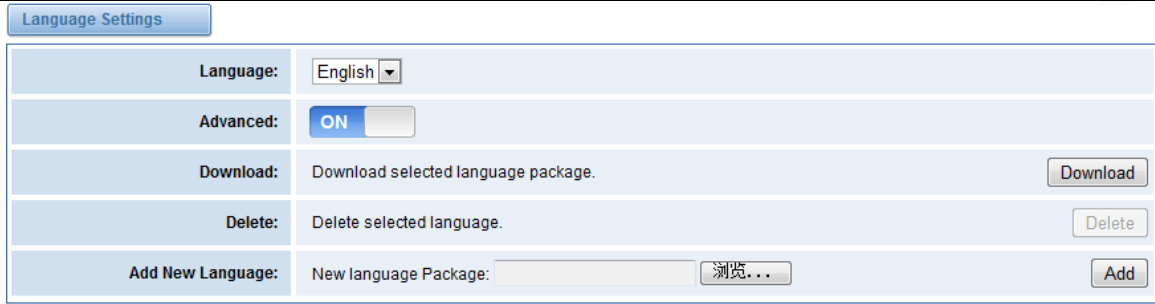 Language Settings
Language: English
Advanced: ON
Download: Download selected language package. Download
Delete: Delete selected language. Delete
Add New Language: New language Package: 浏览... Add